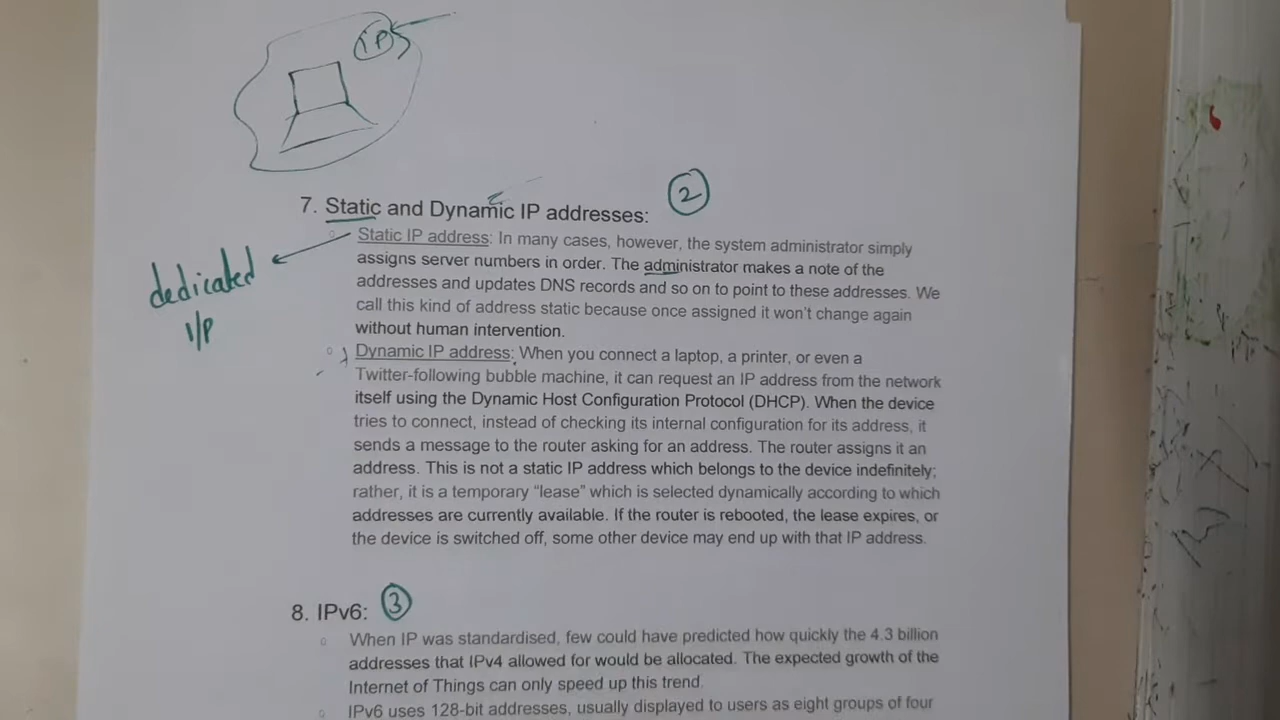 IP
7. Static and Dynamic IP addresses:
2
Static IP address: In many cases, however, the system administrator simply
assigns server numbers in order. The administrator makes a note of the
addresses and updates DNS records and so on to point to these addresses. We
call this kind of address static because once assigned it won't change again
without human intervention.
dedicated
I/P
Dynamic IP address: When you connect a laptop, a printer, or even a
Twitter-following bubble machine, it can request an IP address from the network
itself using the Dynamic Host Configuration Protocol (DHCP). When the device
tries to connect, instead of checking its internal configuration for its address, it
sends a message to the router asking for an address. The router assigns it an
address. This is not a static IP address which belongs to the device indefinitely;
rather, it is a temporary “lease” which is selected dynamically according to which
addresses are currently available. If the router is rebooted, the lease expires, or
the device is switched off, some other device may end up with that IP address.
8. IPv6:
3
When IP was standardised, few could have predicted how quickly the 4.3 billion
addresses that IPv4 allowed for would be allocated. The expected growth of the
Internet of Things can only speed up this trend.
IPv6 uses 128-bit addresses, usually displayed to users as eight groups of four